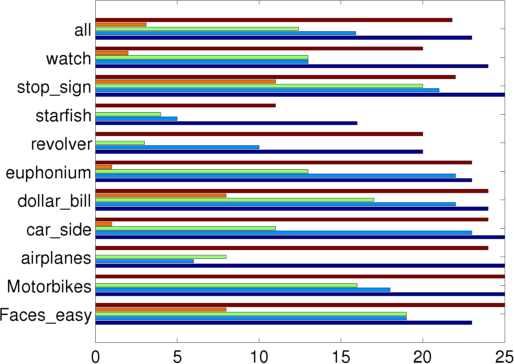 all
watch
stop_sign
starfish
revolver
euphonium
dollar_bill
car_side
airplanes
Motorbikes
Faces_easy
0 5 10 15 20 25